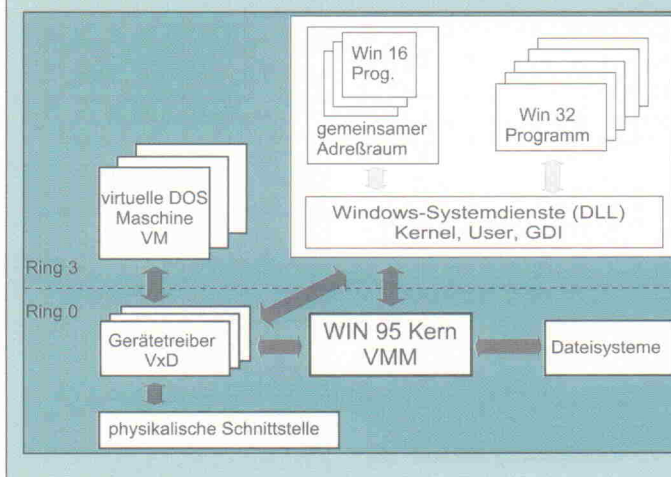 Win 16
Prog.
gemeinsamer
Adreßraum
Win 32
Programm
virtuelle DOS
Maschine
VM
Windows-Systemdienste (DLL)
Kernel, User, GDI
Ring 3
Ring 0
Gerätetreiber
VxD
WIN 95 Kern
VMM
Dateisysteme
physikalische Schnittstelle